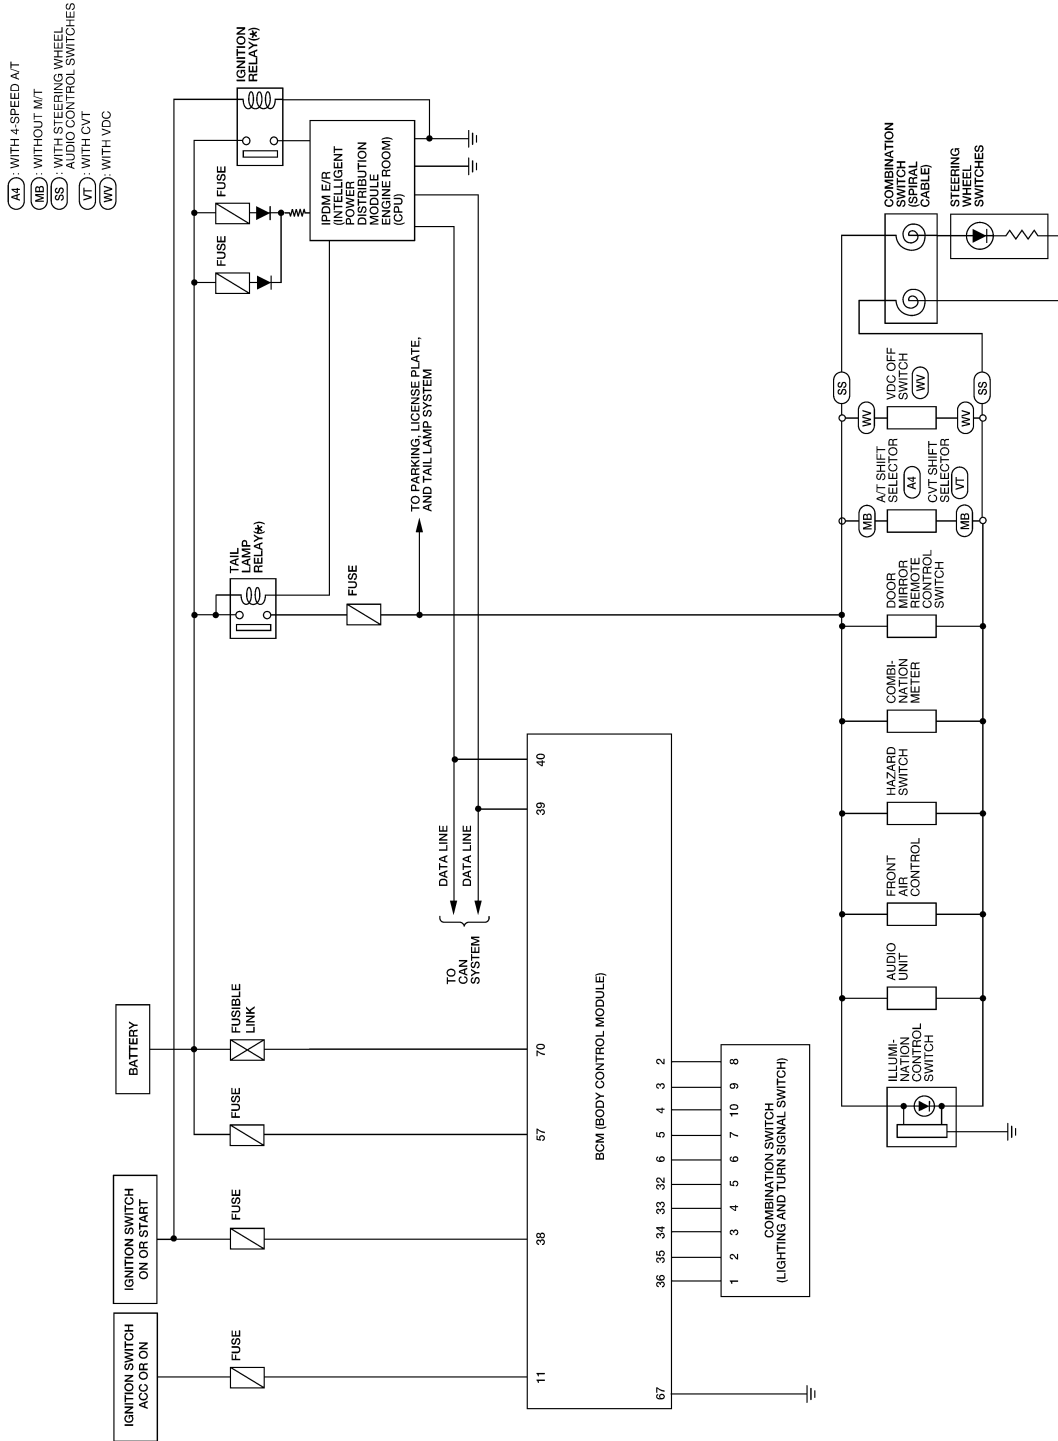 A4 : WITH 4-SPEED A/T
MB : WITHOUT M/T
SS : WITH STEERING WHEEL
AUDIO CONTROL SWITCHES
VT : WITH CVT
WV : WITH VDC
IGNITION SWITCH
ACC OR ON
IGNITION SWITCH
ON OR START
BATTERY
FUSE
FUSE
FUSE
FUSIBLE
LINK
TAIL
LAMP
RELAY(*)
FUSE
FUSE
IGNITION
RELAY(*)
FUSE
IPDM E/R
(INTELLIGENT
POWER
DISTRIBUTION
MODULE
ENGINE ROOM)
(CPU)
TO PARKING, LICENSE PLATE,
AND TAIL LAMP SYSTEM
DATA LINE
DATA LINE
TO
CAN
SYSTEM
11
38
57
70
39
40
BCM (BODY CONTROL MODULE)
67
36
35
34
33
32
6
5
4
3
2
1
2
3
4
5
6
7
10
9
8
COMBINATION SWITCH
(LIGHTING AND TURN SIGNAL SWITCH)
ILLUMI-
NATION
CONTROL
SWITCH
AUDIO
UNIT
FRONT
AIR
CONTROL
HAZARD
SWITCH
COMBI-
NATION
METER
DOOR
MIRROR
REMOTE
CONTROL
SWITCH
MB
A/T SHIFT
SELECTOR
A4
CVT SHIFT
SELECTOR
VT
MB
WV
VDC OFF
SWITCH
WV
WV
SS
SS
COMBINATION
SWITCH
(SPIRAL
CABLE)
STEERING
WHEEL
SWITCHES